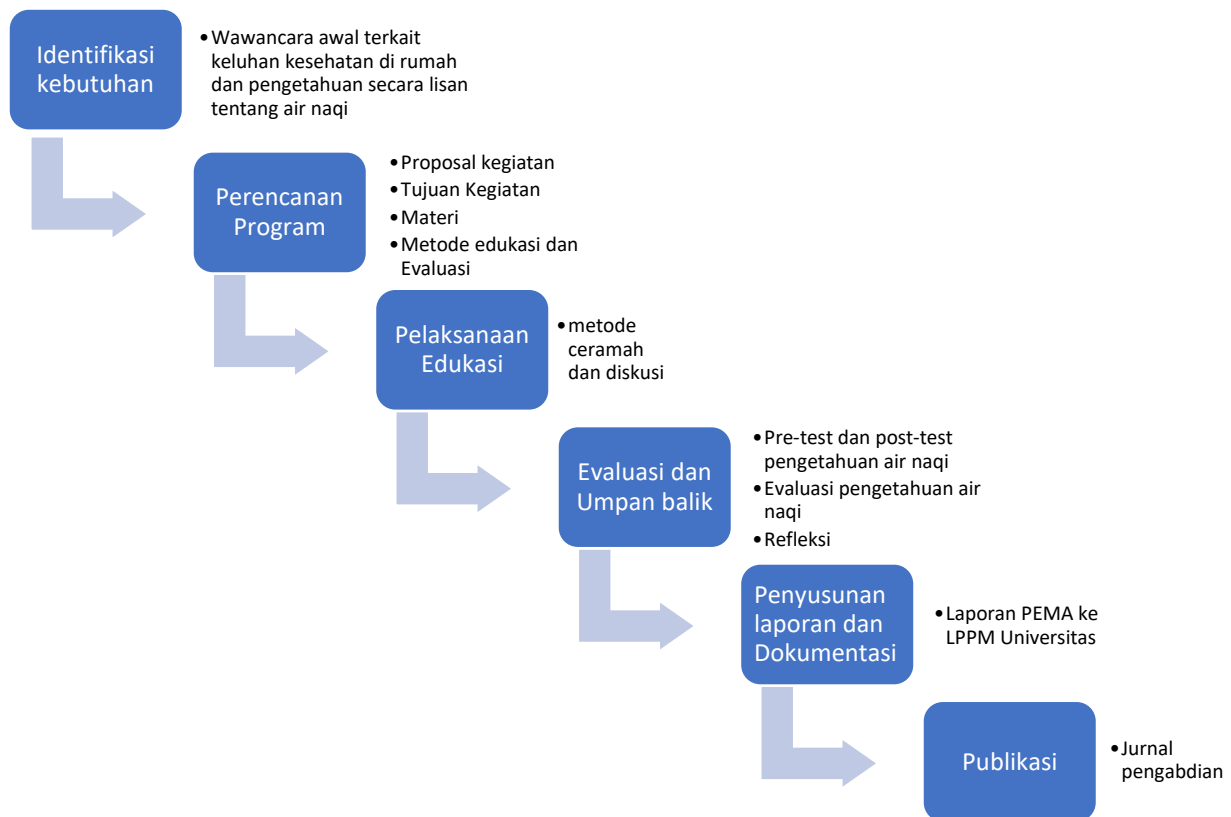 Identifikasi
kebutuhan
•Wawancara awal terkait
keluhan kesehatan di rumah
dan pengetahuan secara lisan
tentang air naqi
Perencanan
Program
•Proposal kegiatan
•Tujuan Kegiatan
•Materi
•Metode edukasi dan
Evaluasi
Pelaksanaan
Edukasi
•metode
ceramah
dan diskusi
Evaluasi dan
Umpan balik
•Pre-test dan post-test
pengetahuan air naqi
•Evaluasi pengetahuan air
naqi
•Refleksi
Penyusunan
laporan dan
Dokumentasi
•Laporan PEMA ke
LPPM Universitas
Publikasi
•Jurnal
pengabdian